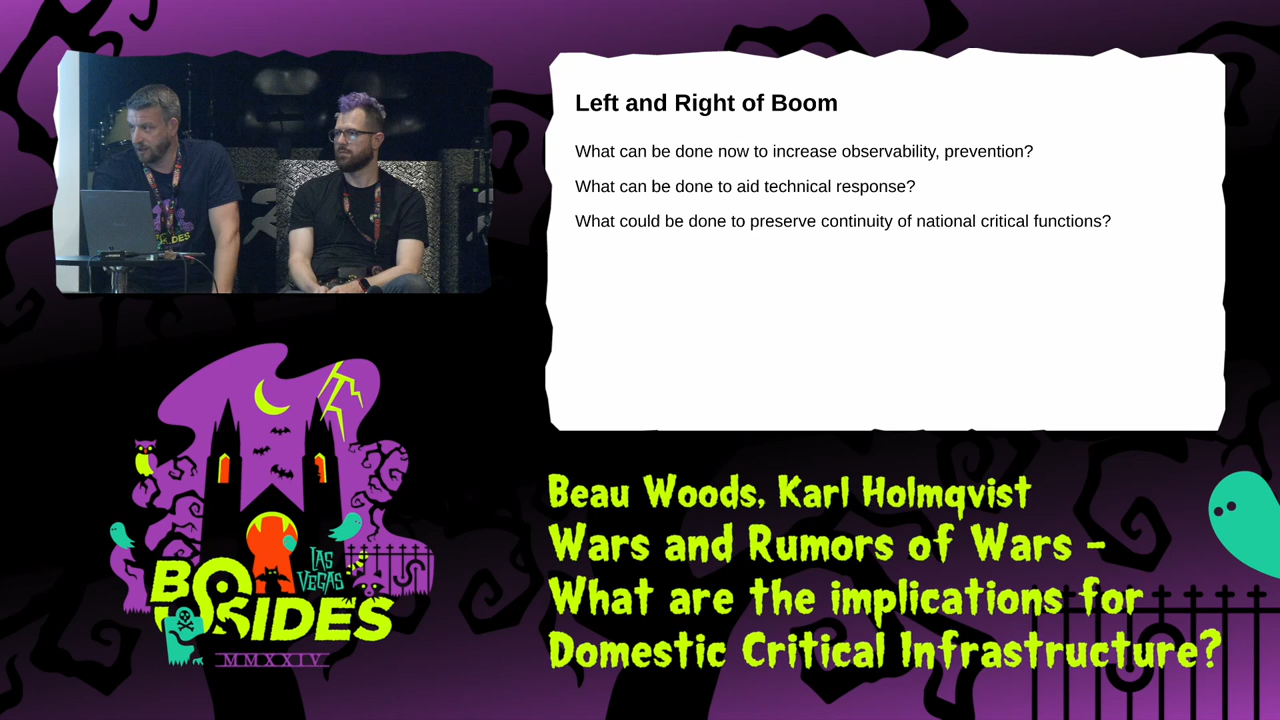 Left and Right of Boom
What can be done now to increase observability, prevention?
What can be done to aid technical response?
What could be done to preserve continuity of national critical functions?
SIDES
LAS
VEGAS
BSIDES
MMXXIV
Beau Woods, Karl Holmqvist
Wars and Rumors of Wars –
What are the implications for
Domestic Critical Infrastructure?